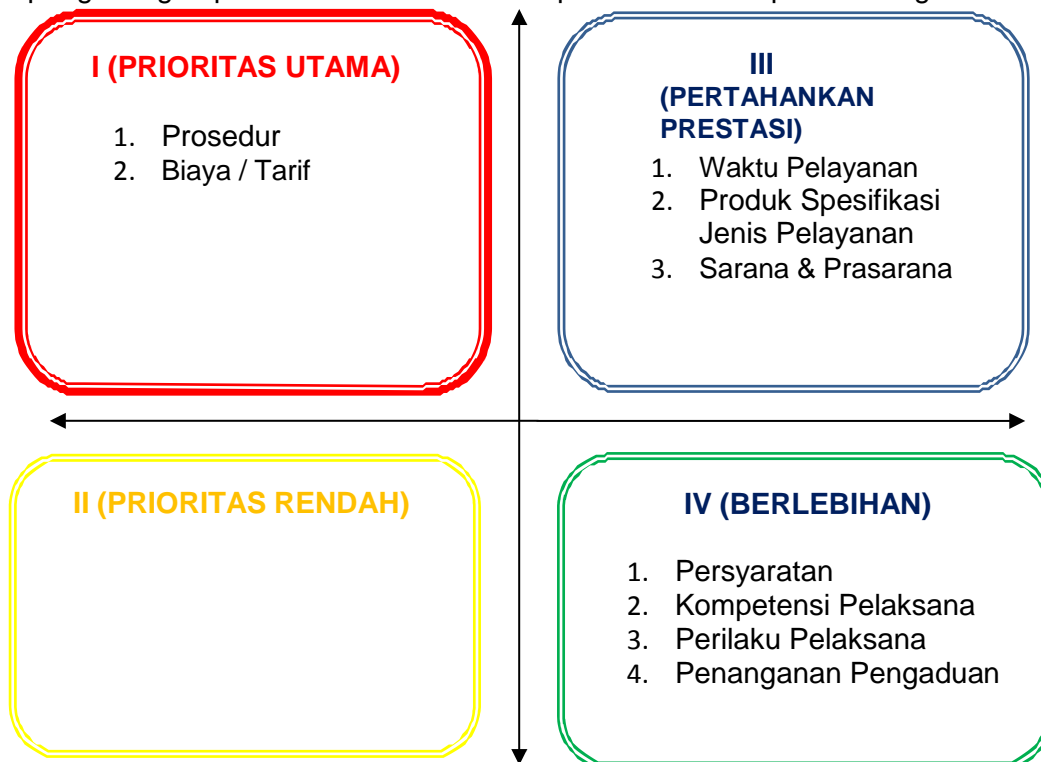 I (PRIORITAS UTAMA)
1. Prosedur
2. Biaya / Tarif
III
(PERTAHANKAN
PRESTASI)
1. Waktu Pelayanan
2. Produk Spesifikasi
Jenis Pelayanan
3. Sarana & Prasarana
II (PRIORITAS RENDAH)
IV (BERLEBIHAN)
1. Persyaratan
2. Kompetensi Pelaksana
3. Perilaku Pelaksana
4. Penanganan Pengaduan